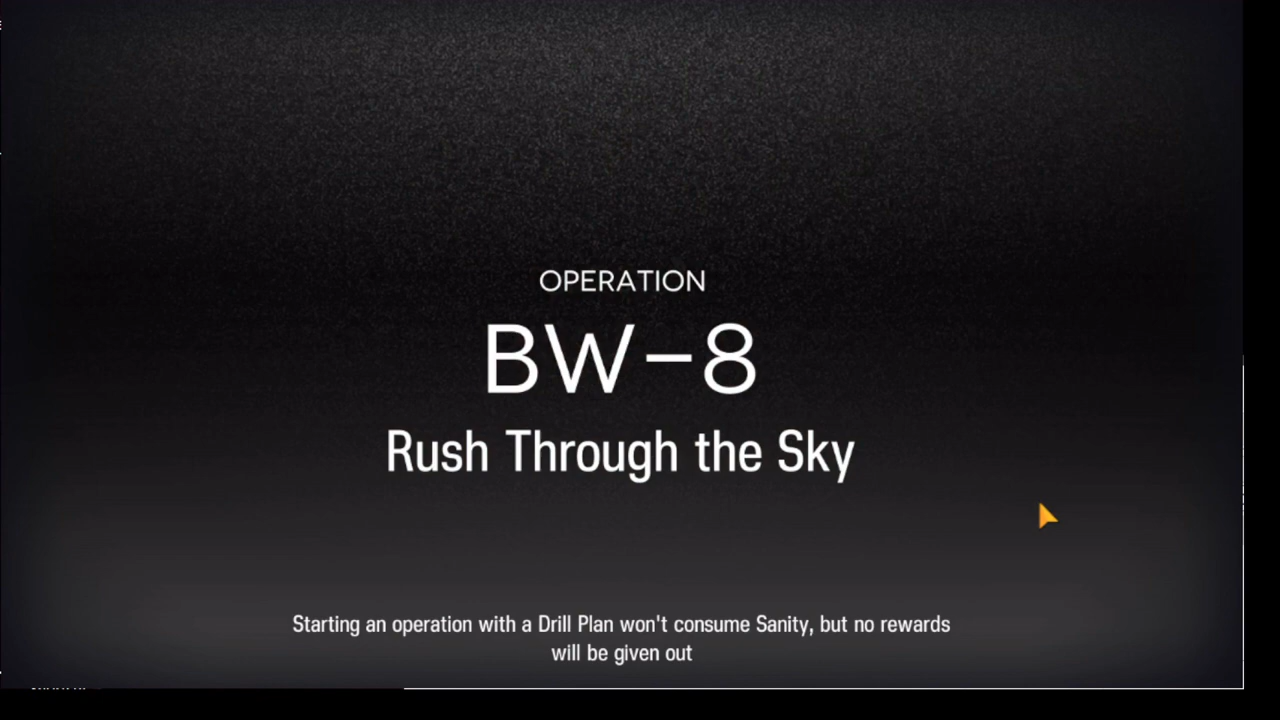 OPERATION
BW-8
Rush Through the Sky
Starting an operation with a Drill Plan won't consume Sanity, but no rewards
will be given out